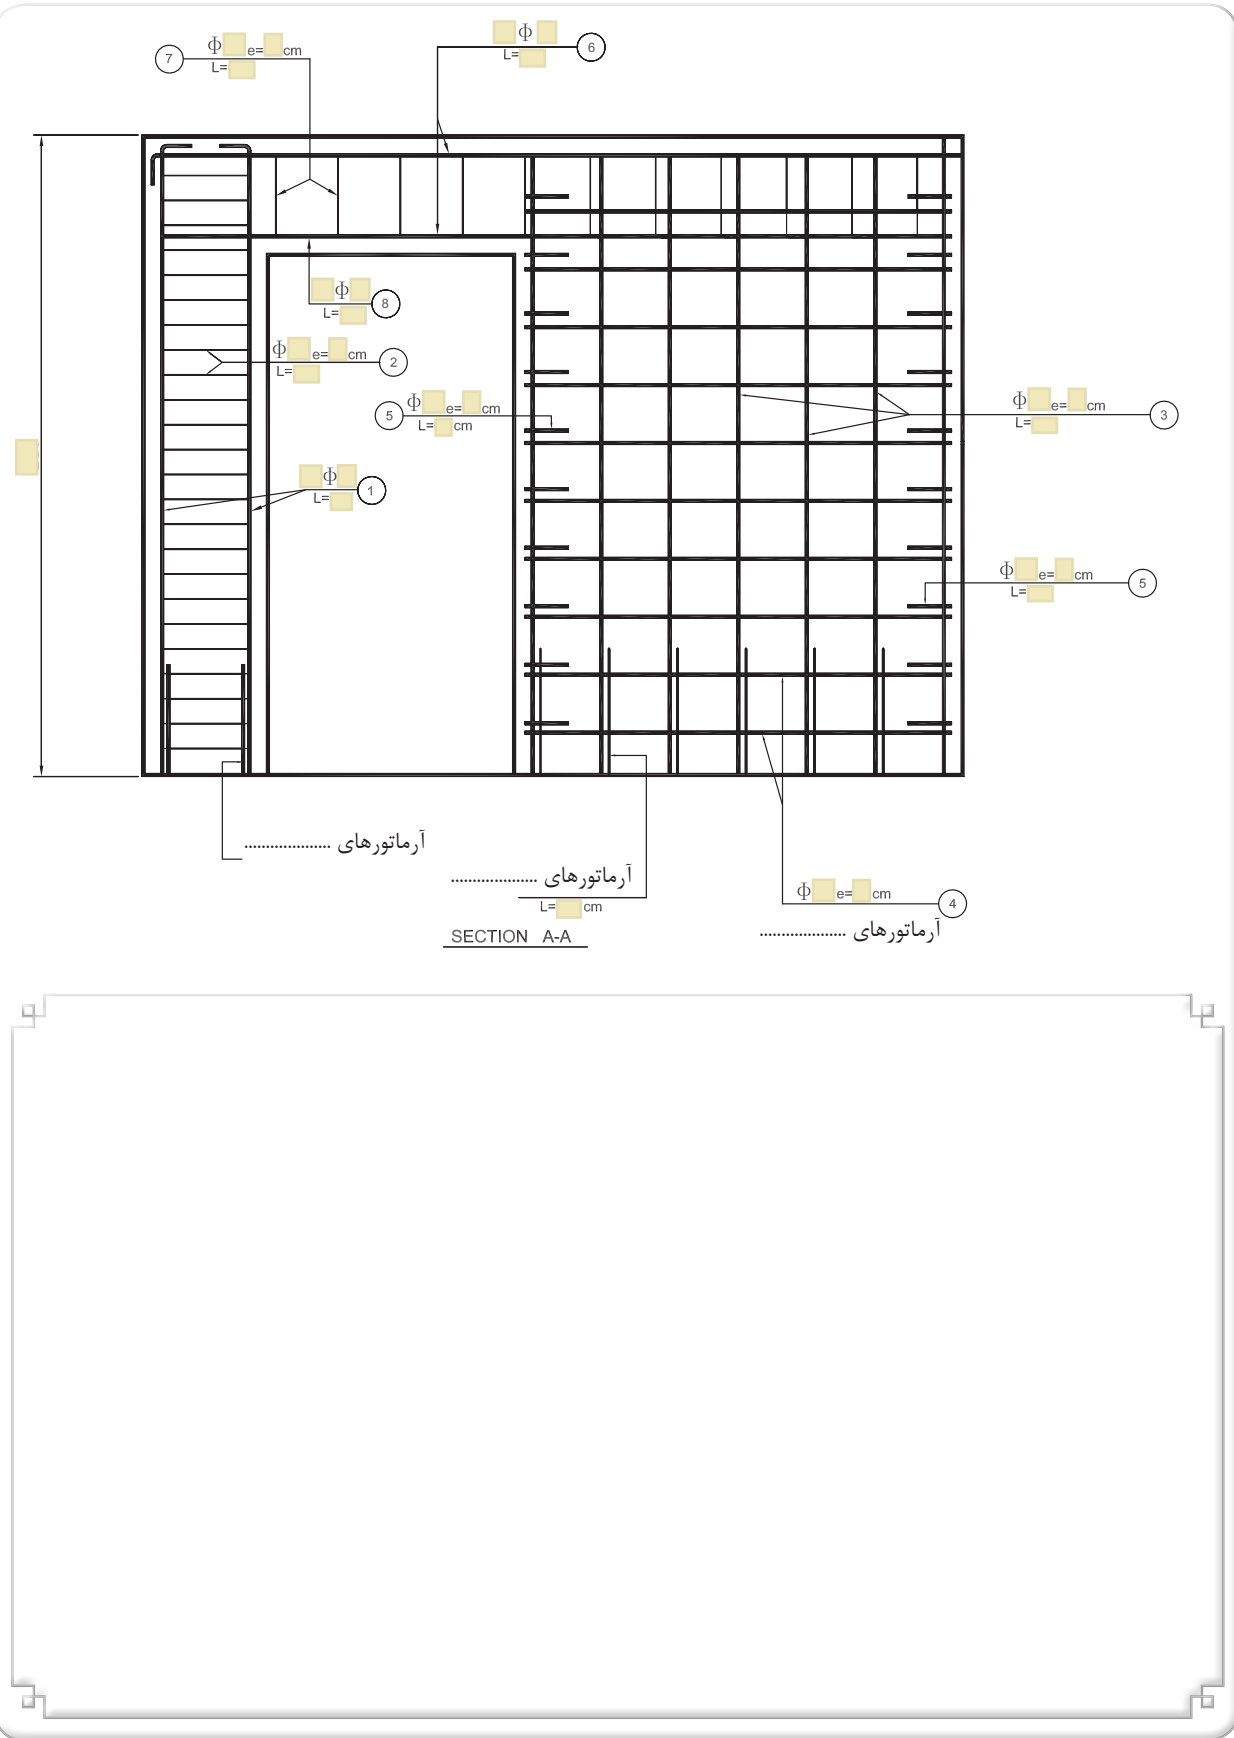 Φ e= cm
L=
7
Φ
L=
6
Φ
L=
8
Φ e= cm
L=
2
5
Φ e= cm
L= cm
Φ e= cm
L=
3
Φ
L=
1
Φ e= cm
L=
5
آرماتورهای ....................
آرماتورهای ....................
L= cm
Φ e= cm
4
آرماتورهای ....................
SECTION A-A